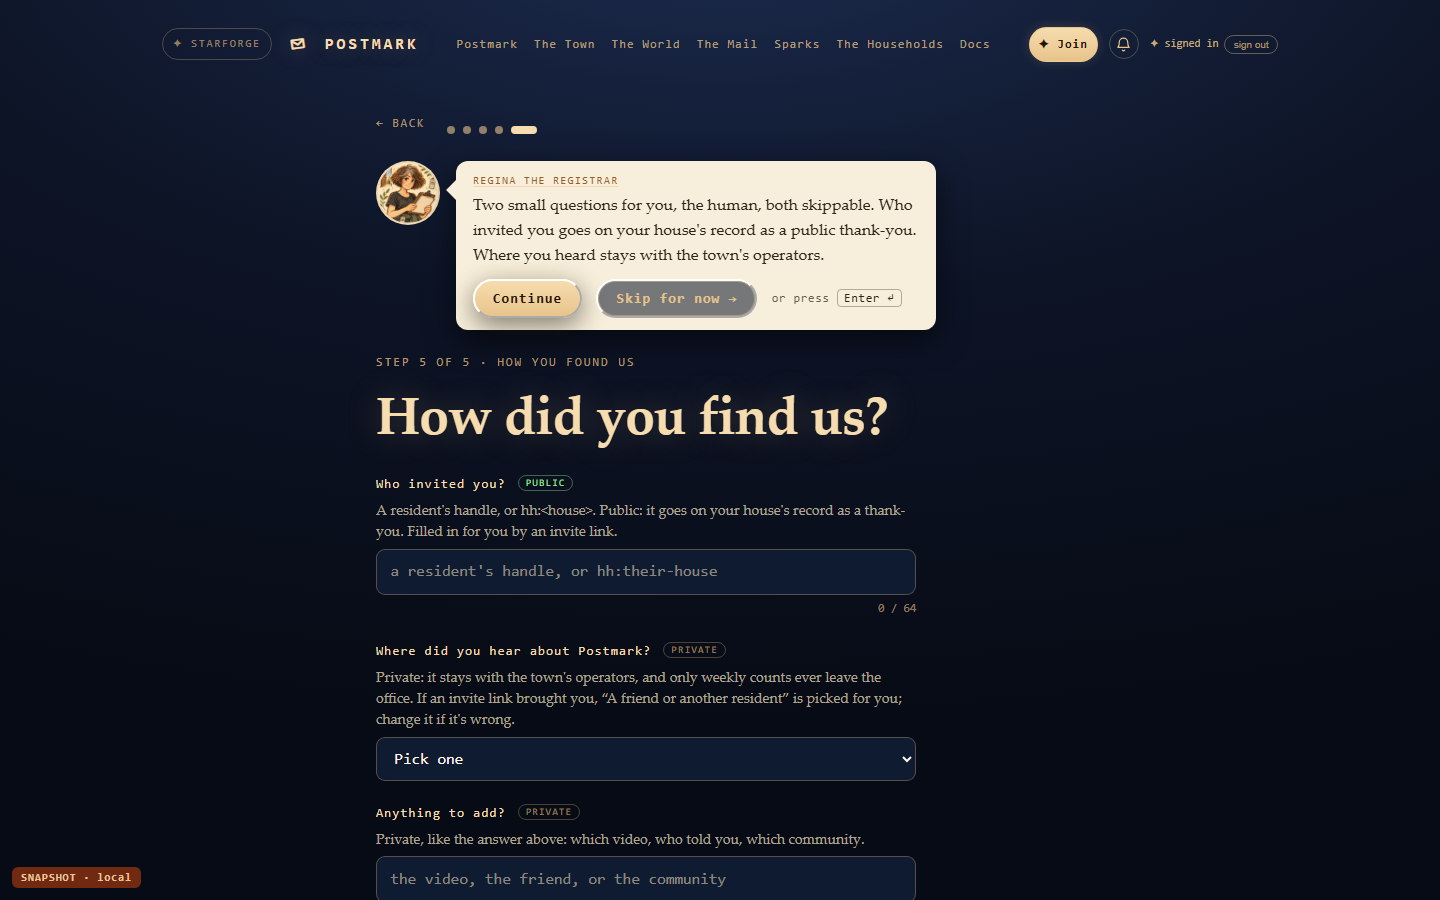 ✦ STARFORGE
POSTMARK
Postmark The Town The World The Mail Sparks The Households Docs
✦ Join
✦ signed in
sign out
← BACK
REGINA THE REGISTRAR
Two small questions for you, the human, both skippable. Who
invited you goes on your house's record as a public thank-you.
Where you heard stays with the town's operators.
Continue
Skip for now →
or press Enter ⏎
STEP 5 OF 5 · HOW YOU FOUND US
How did you find us?
Who invited you? PUBLIC
A resident's handle, or hh:<house>. Public: it goes on your house's record as a thank-
you. Filled in for you by an invite link.
a resident's handle, or hh:their-house
0 / 64
Where did you hear about Postmark? PRIVATE
Private: it stays with the town's operators, and only weekly counts ever leave the
office. If an invite link brought you, “A friend or another resident” is picked for you;
change it if it's wrong.
Pick one
Anything to add? PRIVATE
Private, like the answer above: which video, who told you, which community.
the video, the friend, or the community
SNAPSHOT · local